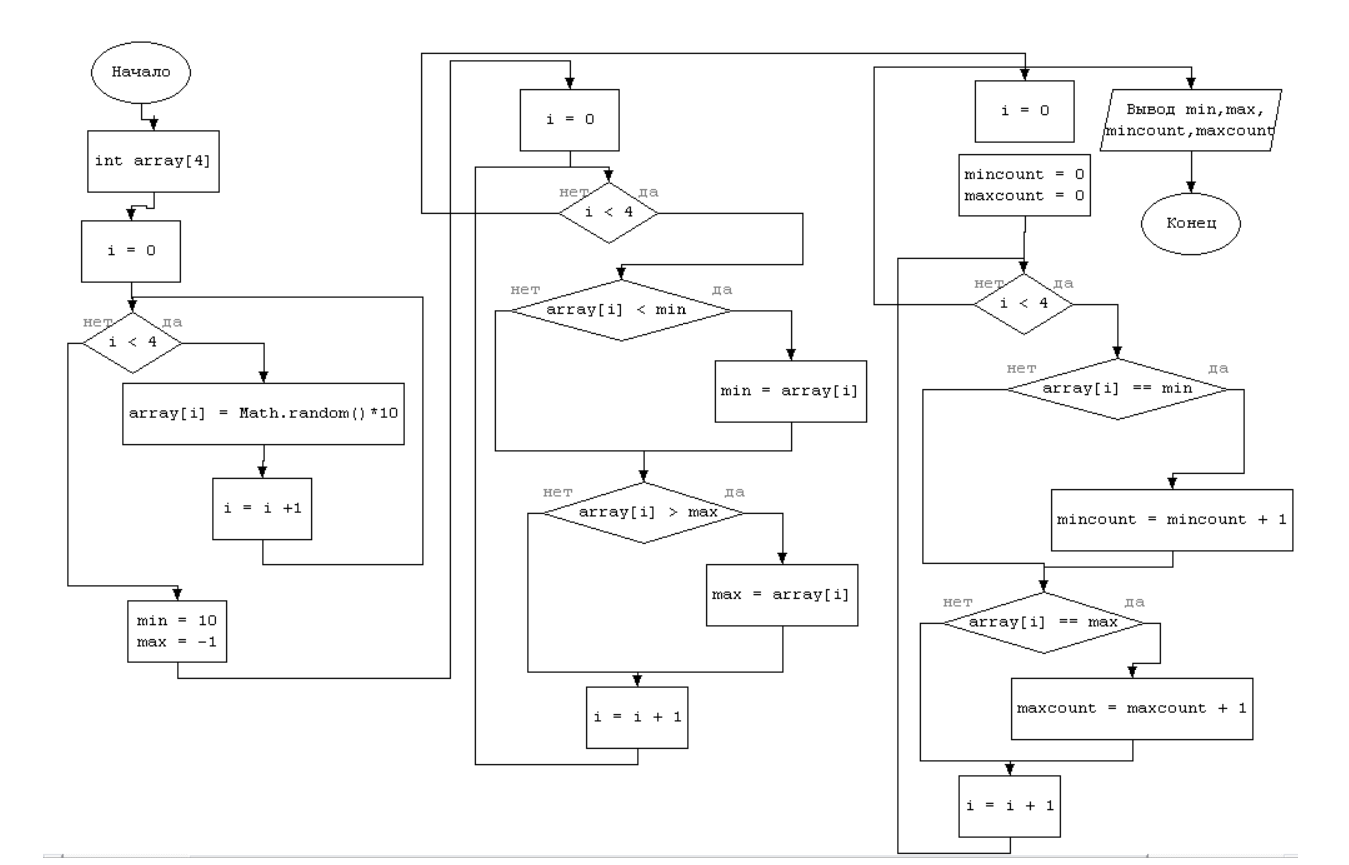 Начало
int array[4]
i = 0
нет
да
i < 4
array[i] = Math.random()*10
i = i +1
min = 10
max = -1
i = 0
нет
да
i < 4
нет
да
array[i] < min
min = array[i]
нет
да
array[i] > max
max = array[i]
i = i + 1
i = 0
mincount = 0
maxcount = 0
нет
да
i < 4
нет
да
array[i] == min
mincount = mincount + 1
нет
да
array[i] == max
maxcount = maxcount + 1
i = i + 1
Вывод min,max,
mincount,maxcount
Конец